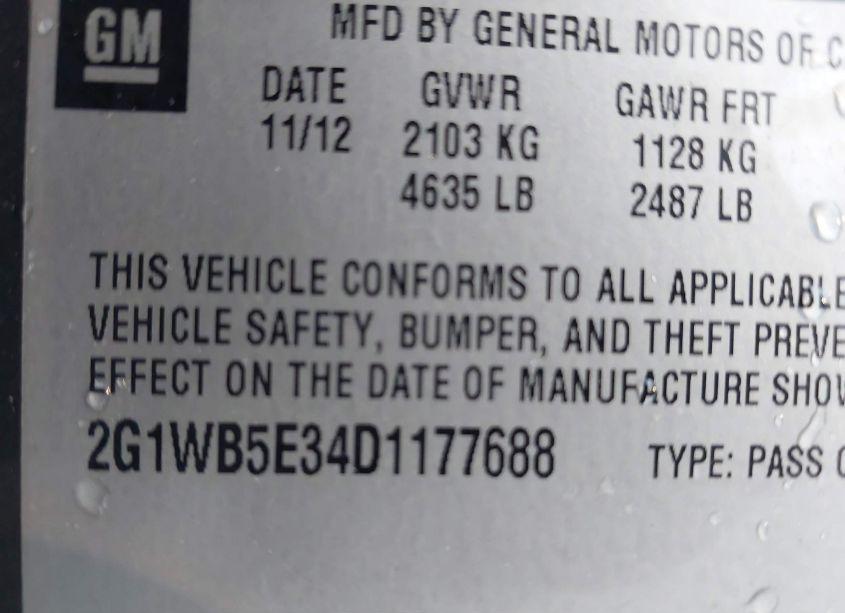 GM
MFD BY GENERAL MOTORS OF C
DATE GVWR GAWR FRT
11/12 2103 KG 1128 KG
4635 LB 2487 LB
THIS VEHICLE CONFORMS TO ALL APPLICABLE
VEHICLE SAFETY, BUMPER, AND THEFT PREVE
EFFECT ON THE DATE OF MANUFACTURE SHOW
2G1WB5E34D1177688 TYPE: PASS C